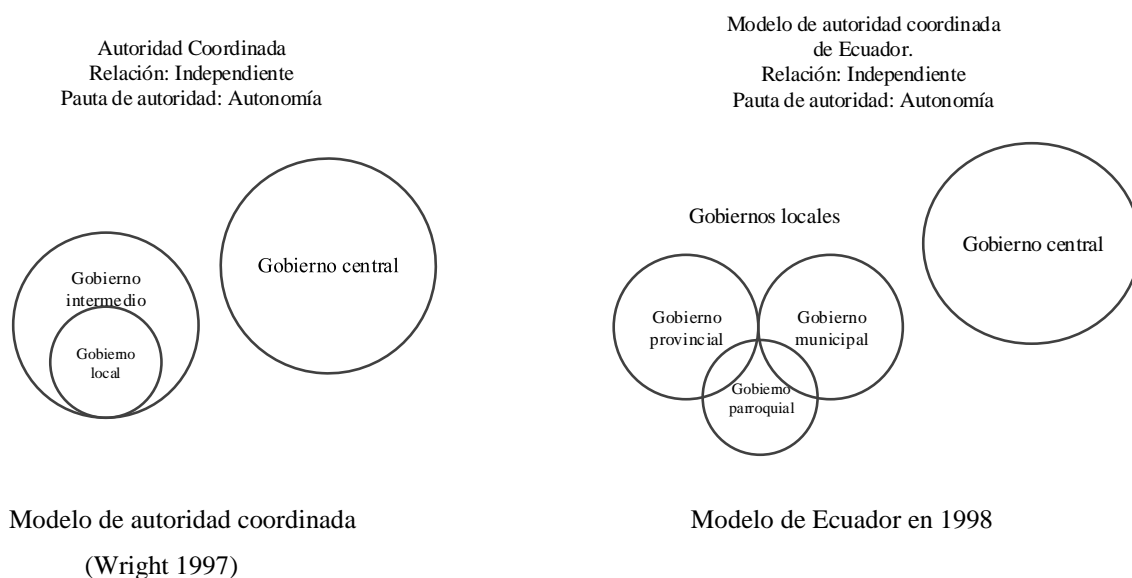 Autoridad Coordinada
Relación: Independiente
Pauta de autoridad: Autonomía
Gobierno
intermedio
Gobierno
local
Gobierno central
Modelo de autoridad coordinada
(Wright 1997)
Modelo de autoridad coordinada
de Ecuador.
Relación: Independiente
Pauta de autoridad: Autonomía
Gobiernos locales
Gobierno
provincial
Gobierno
municipal
Gobierno
parroquial
Gobierno central
Modelo de Ecuador en 1998